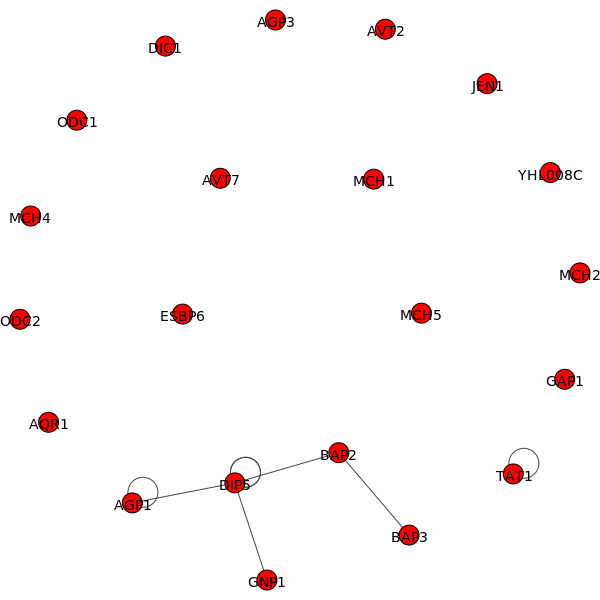 AGP3
AVT2
DIC1
JEN1
ODC1
AVT7
MCH1
YHL008C
MCH4
MCH2
ODC2
ESBP6
MCH5
GAP1
AQR1
BAP2
TAT1
DIP5
AGP1
BAP3
GNP1